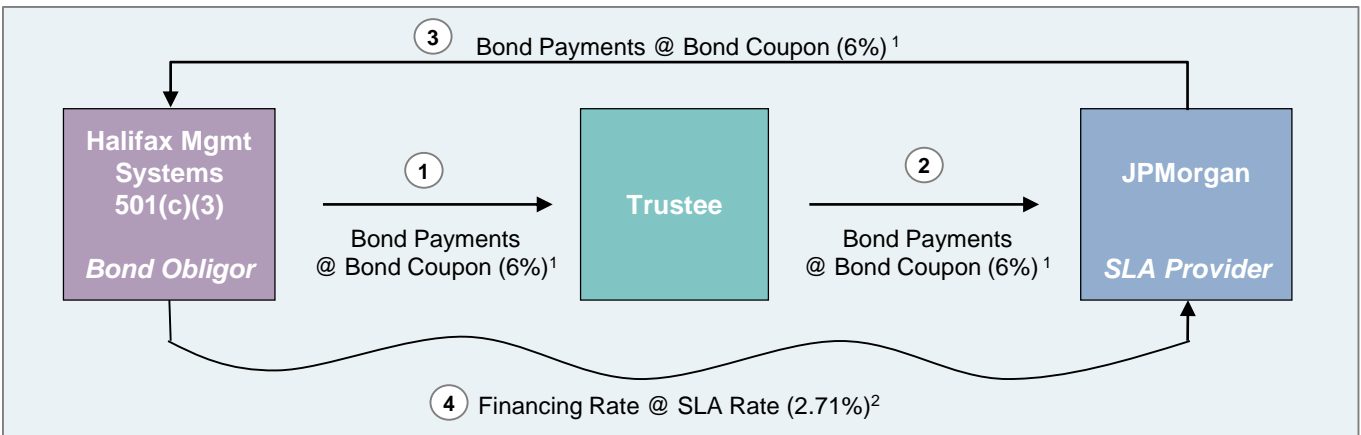 3 Bond Payments @ Bond Coupon (6%) 1
Halifax Mgmt
Systems
501(c)(3)
Bond Obligor
1
Bond Payments
@ Bond Coupon (6%)1
Trustee
2
Bond Payments
@ Bond Coupon (6%) 1
JPMorgan
SLA Provider
4 Financing Rate @ SLA Rate (2.71%)2